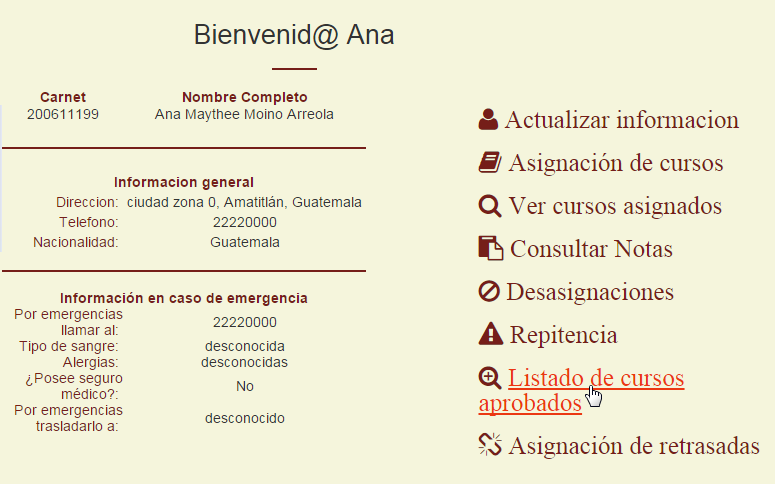 Bienvenid@ Ana
Carnet Nombre Completo
200611199 Ana Maythee Moino Arreola
Informacion general
Direccion: ciudad zona 0, Amatitlán, Guatemala
Telefono: 22220000
Nacionalidad: Guatemala
Información en caso de emergencia
Por emergencias
llamar al: 22220000
Tipo de sangre: desconocida
Alergias: desconocidas
¿Posee seguro
médico?: No
Por emergencias
trasladarlo a: desconocido
Actualizar informacion
Asignación de cursos
Ver cursos asignados
Consultar Notas
Desasignaciones
Repitencia
Listado de cursos
aprobados
Asignación de retrasadas